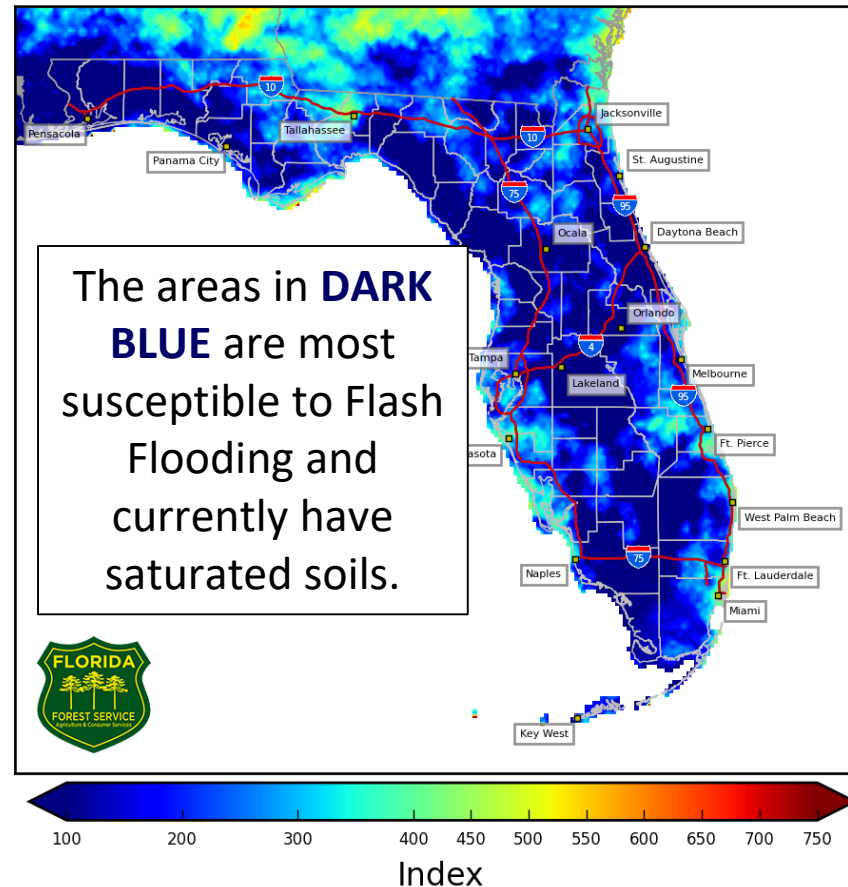 10
Jacksonville
Pensacola
Tallahassee
10
Panama City
St. Augustine
75
95
Ocala
Daytona Beach
The areas in DARK
BLUE are most
susceptible to Flash
Flooding and
currently have
saturated soils.
Orlando
4
Tampa
Lakeland
Melbourne
95
asota
Ft. Pierce
West Palm Beach
75
Naples
Ft. Lauderdale
Miami
FLORIDA
FOREST SERVICE
Agriculture & Consumer Services
Key West
100 200 300 400 450 500 550 600 650 700 750
Index